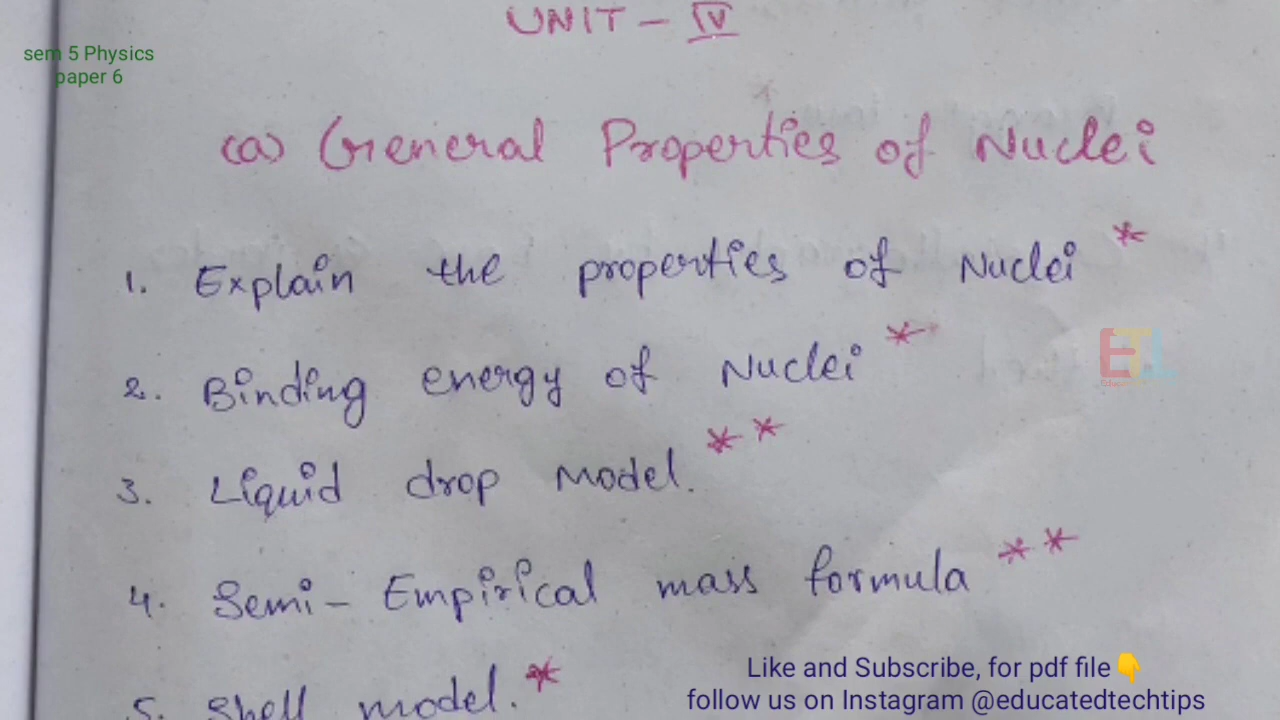 UNIT - IV
sem 5 Physics
paper 6
(a) General Properties of Nuclei
1. Explain the properties of Nuclei *
2. Binding energy of Nuclei *
3. Liquid drop Model. **
4. Semi-Empirical mass formula **
ETL
5. Shell model. *
Like and Subscribe, for pdf file👇
follow us on Instagram @educatedtechtips